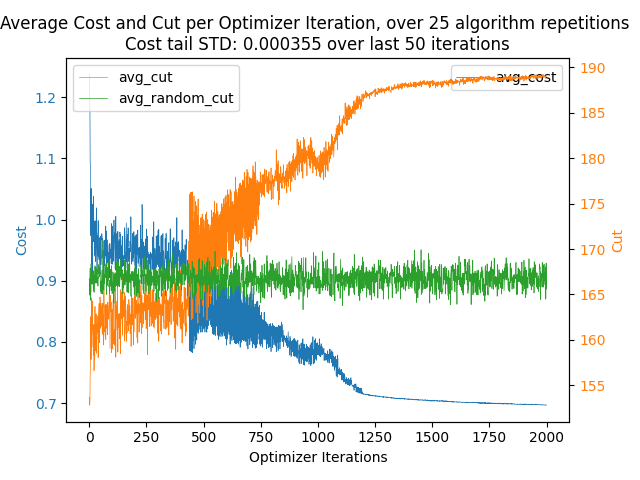 Average Cost and Cut per Optimizer Iteration, over 25 algorithm repetitions
Cost tail STD: 0.000355 over last 50 iterations
avg_cut
avg_random_cut
avg_cost
1.2
1.1
1.0
0.9
0.8
0.7
Cost
190
185
180
175
170
165
160
155
Cut
0 250 500 750 1000 1250 1500 1750 2000
Optimizer Iterations